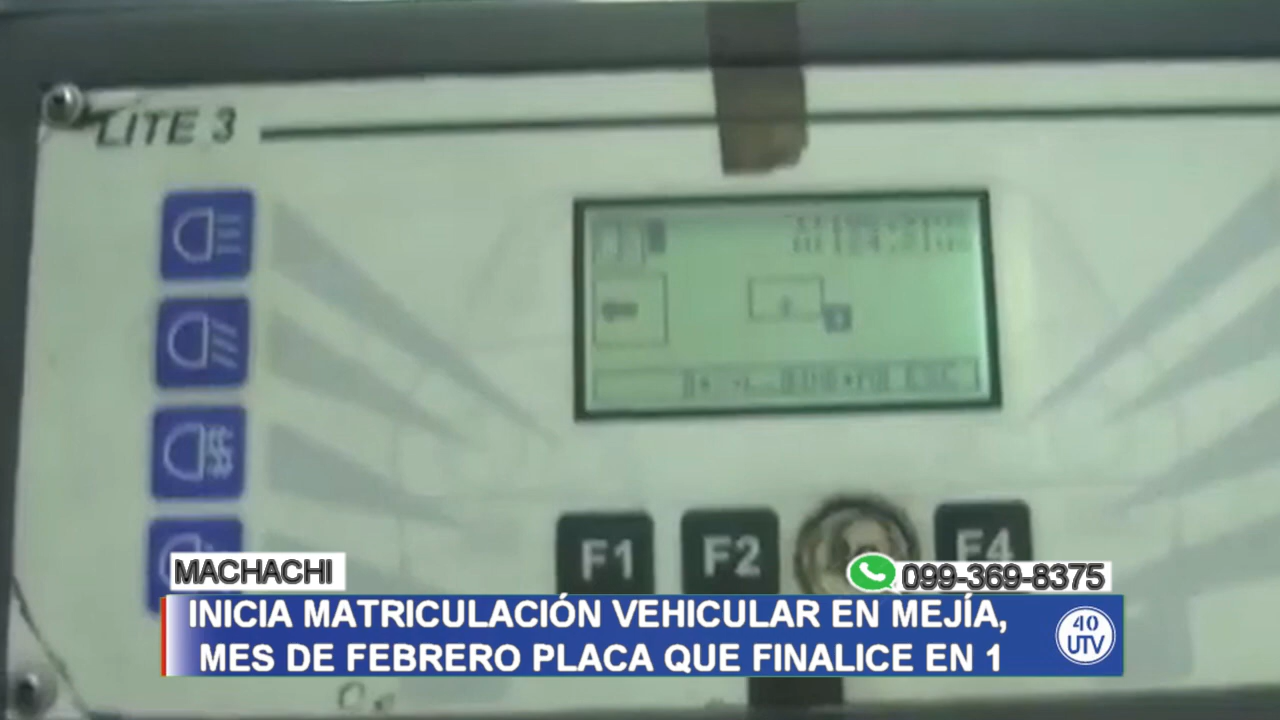 LITE 3
ESC
F1 F2 F4
MACHACHI
099-369-8375
INICIA MATRICULACIÓN VEHICULAR EN MEJÍA,
MES DE FEBRERO PLACA QUE FINALICE EN 1
40
UTV